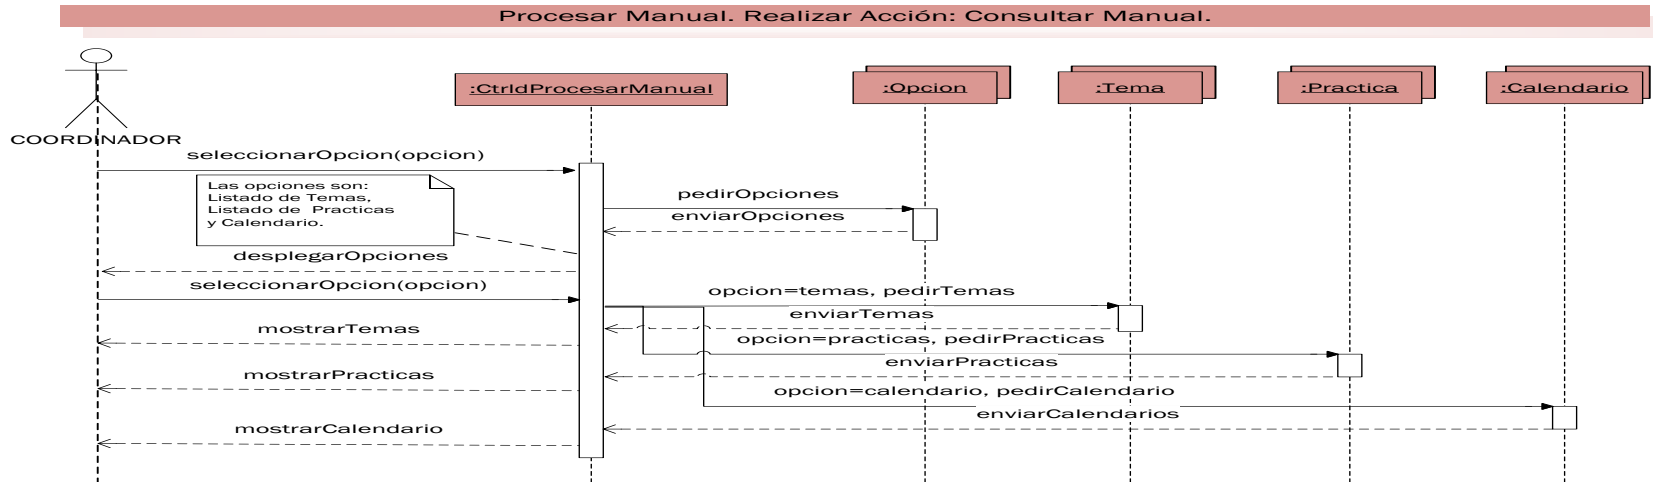 Procesar Manual. Realizar Acción: Consultar Manual.
:CtrldProcesarManual
:Opcion
:Tema
:Practica
:Calendario
COORDINADOR
seleccionarOpcion(opcion)
Las opciones son:
Listado de Temas,
Listado de Practicas
y Calendario.
pedirOpciones
enviarOpciones
desplegarOpciones
seleccionarOpcion(opcion)
opcion=temas, pedirTemas
enviarTemas
mostrarTemas
opcion=practicas, pedirPracticas
enviarPracticas
mostrarPracticas
opcion=calendario, pedirCalendario
enviarCalendarios
mostrarCalendario